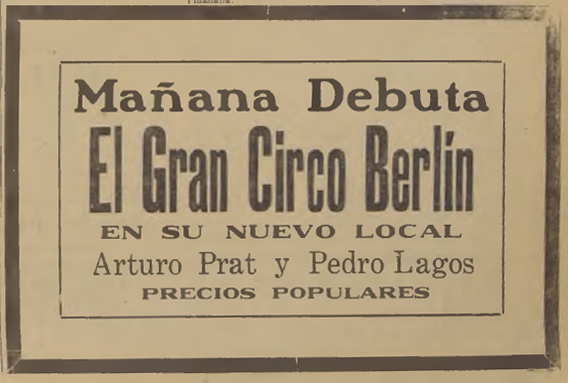 Mañana Debuta
El Gran Circo Berlín
EN SU NUEVO LOCAL
Arturo Prat y Pedro Lagos
PRECIOS POPULARES